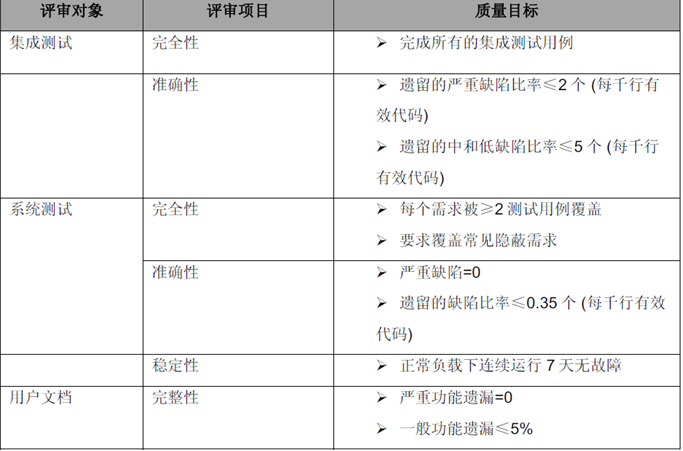 评审对象 评审项目 质量目标
集成测试 完全性 ➢ 完成所有的集成测试用例
准确性 ➢ 遗留的严重缺陷比率≤2 个 (每千行有
效代码)
➢ 遗留的中和低缺陷比率≤5 个 (每千行
有效代码)
系统测试 完全性 ➢ 每个需求被≥2 测试用例覆盖
➢ 要求覆盖常见隐蔽需求
准确性 ➢ 严重缺陷=0
➢ 遗留的缺陷比率≤0.35 个 (每千行有效
代码)
稳定性 ➢ 正常负载下连续运行 7 天无故障
用户文档 完整性 ➢ 严重功能遗漏=0
➢ 一般功能遗漏≤5%